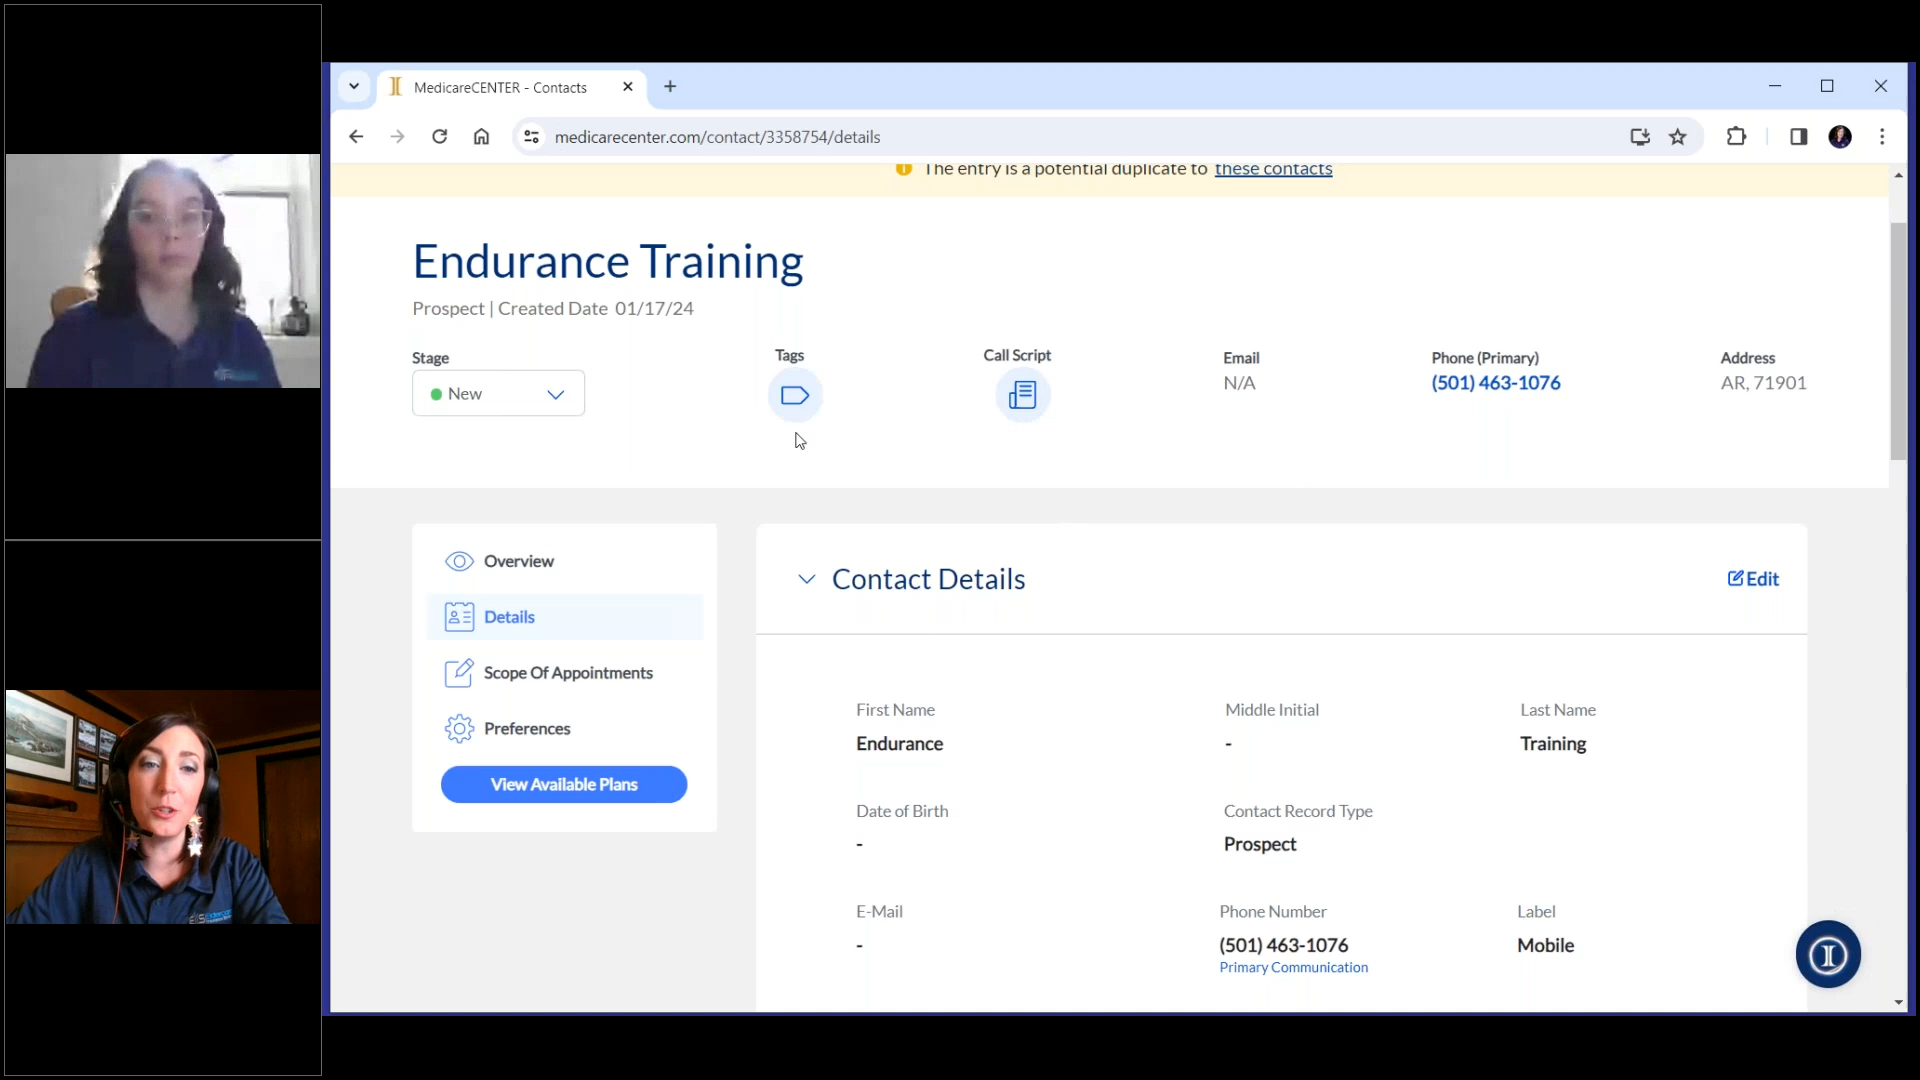 MedicareCENTER - Contacts
medicarecenter.com/contact/3358754/details
The entry is a potential duplicate to these contacts
Endurance Training
Prospect | Created Date 01/17/24
Stage
Tags
Call Script
Email
Phone (Primary)
Address
New
N/A
(501) 463-1076
AR, 71901
Overview
Details
Scope Of Appointments
Preferences
View Available Plans
Contact Details
Edit
First Name
Middle Initial
Last Name
Endurance
-
Training
Date of Birth
Contact Record Type
-
Prospect
E-Mail
Phone Number
Label
-
(501) 463-1076
Mobile
Primary Communication